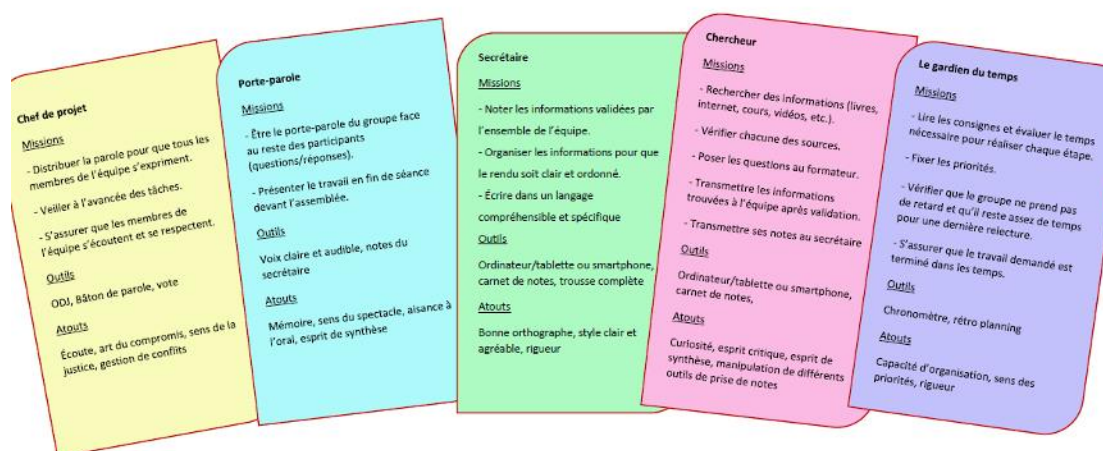 Chef de projet
Missions
- Distribuer la parole pour que tous les
membres de l'équipe s'expriment.
- Veiller à l'avancée des tâches.
- S'assurer que les membres de
l'équipe s'écoutent et se respectent.
Outils
ODJ, Bâton de parole, vote
Atouts
Écoute, art du compromis, sens de la
justice, gestion de conflits
Porte-parole
Missions
- Être le porte-parole du groupe face
au reste des participants
(questions/réponses).
- Présenter le travail en fin de séance
devant l'assemblée.
Outils
Voix claire et audible, notes du
secrétaire
Atouts
Mémoire, sens du spectacle, aisance à
l'oral, esprit de synthèse
Secrétaire
Missions
- Noter les informations validées par
l'ensemble de l'équipe.
- Organiser les informations pour que
le rendu soit clair et ordonné.
- Écrire dans un langage
compréhensible et spécifique
Outils
Ordinateur/tablette ou smartphone,
carnet de notes, trousse complète
Atouts
Bonne orthographe, style clair et
agréable, rigueur
Chercheur
Missions
- Rechercher des informations (livres,
internet, cours, vidéos, etc.).
- Vérifier chacune des sources.
- Poser les questions au formateur.
- Transmettre les informations
trouvées à l'équipe après validation.
- Transmettre ses notes au secrétaire
Outils
Ordinateur/tablette ou smartphone,
carnet de notes,
Atouts
Curiosité, esprit critique, esprit de
synthèse, manipulation de différents
outils de prise de notes
Le gardien du temps
Missions
- Lire les consignes et évaluer le temps
nécessaire pour réaliser chaque étape.
- Fixer les priorités.
- Vérifier que le groupe ne prend pas
de retard et qu'il reste assez de temps
pour une dernière relecture.
- S'assurer que le travail demandé est
terminé dans les temps.
Outils
Chronomètre, rétro planning
Atouts
Capacité d'organisation, sens des
priorités, rigueur